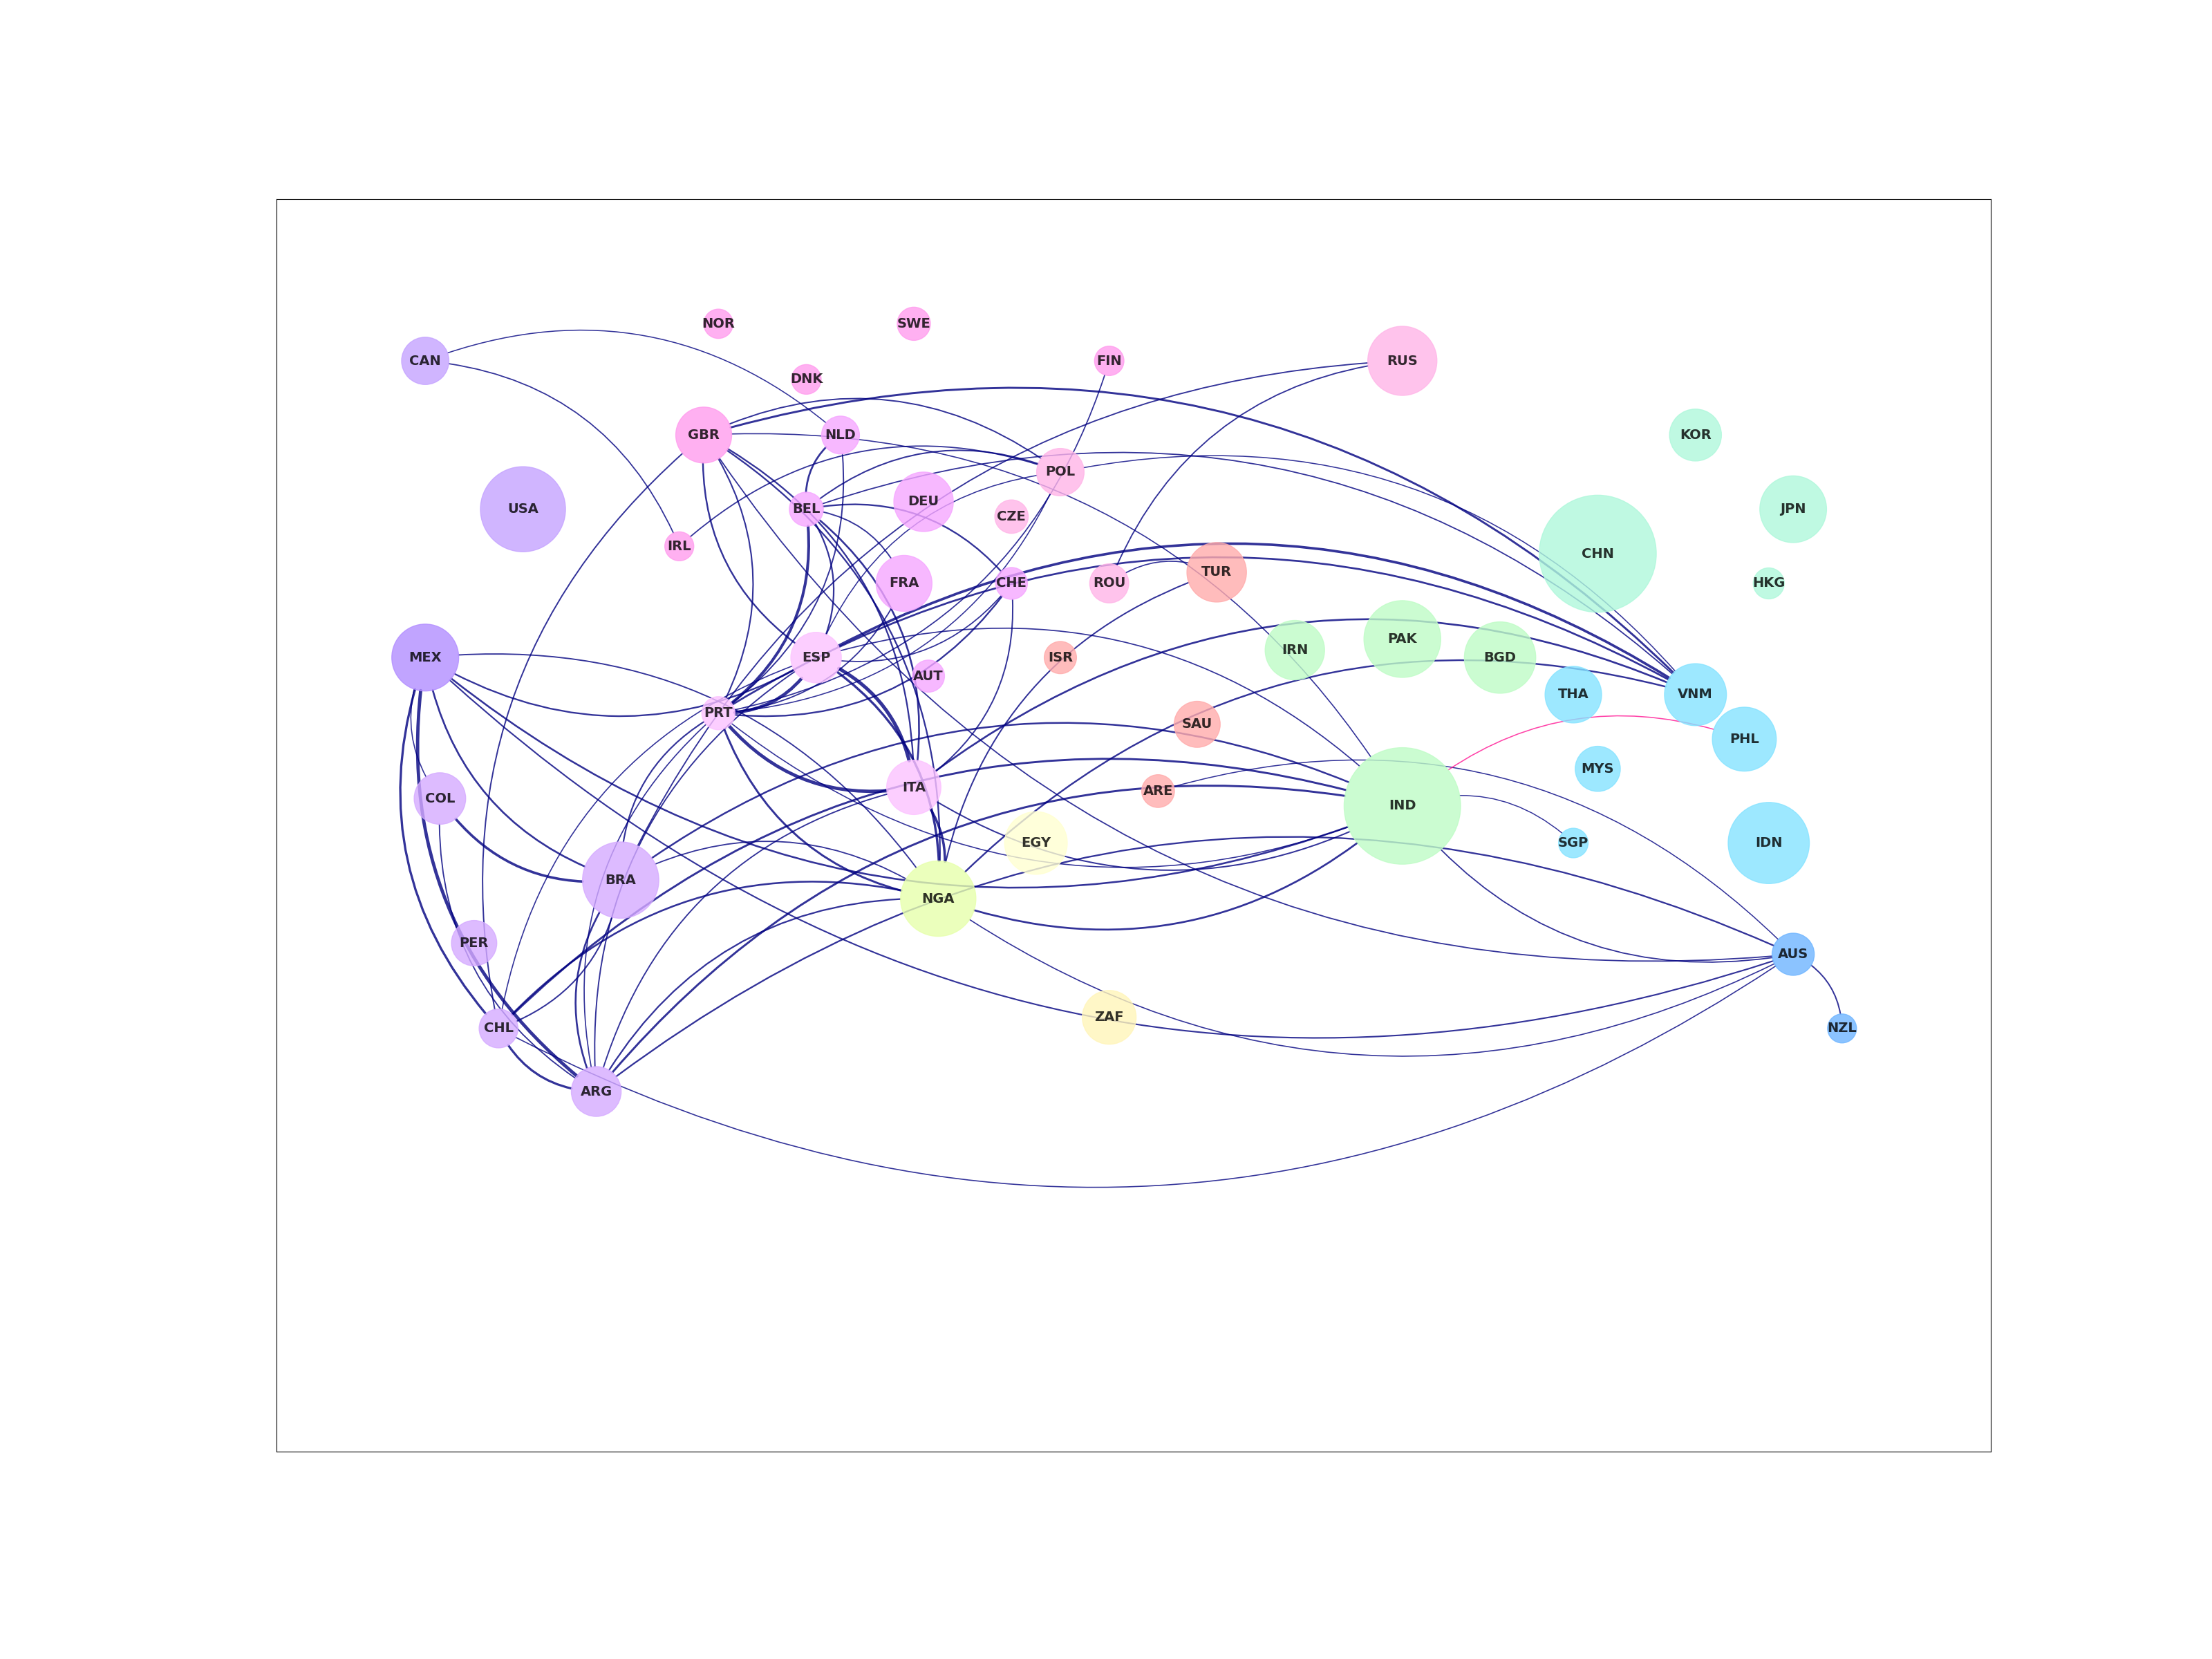 NOR
SWE
CAN
FIN
RUS
DNK
GBR
NLD
KOR
POL
DEU
USA
BEL
JPN
CZE
IRL
CHN
TUR
FRA
CHE
ROU
HKG
PAK
IRN
MEX
ESP
ISR
BGD
AUT
THA
VNM
PRT
SAU
PHL
MYS
ITA
ARE
COL
IND
EGY
SGP
IDN
BRA
NGA
PER
AUS
ZAF
CHL
NZL
ARG